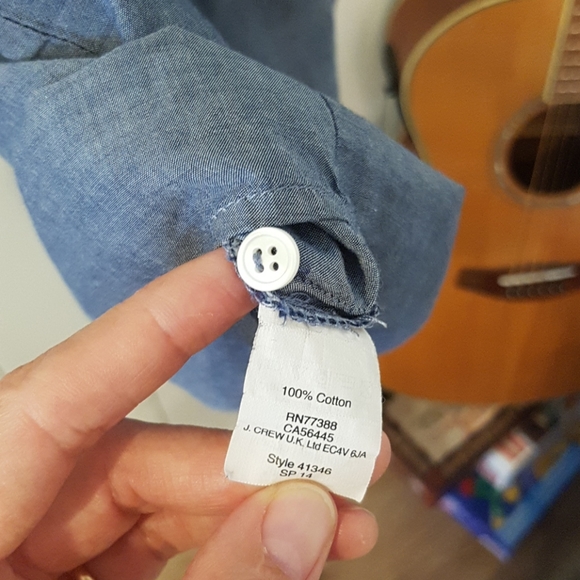 100% Cotton
RN77388
CA56445
J. CREW U.K. Ltd EC4V 6JA
Style 41346
SP 14